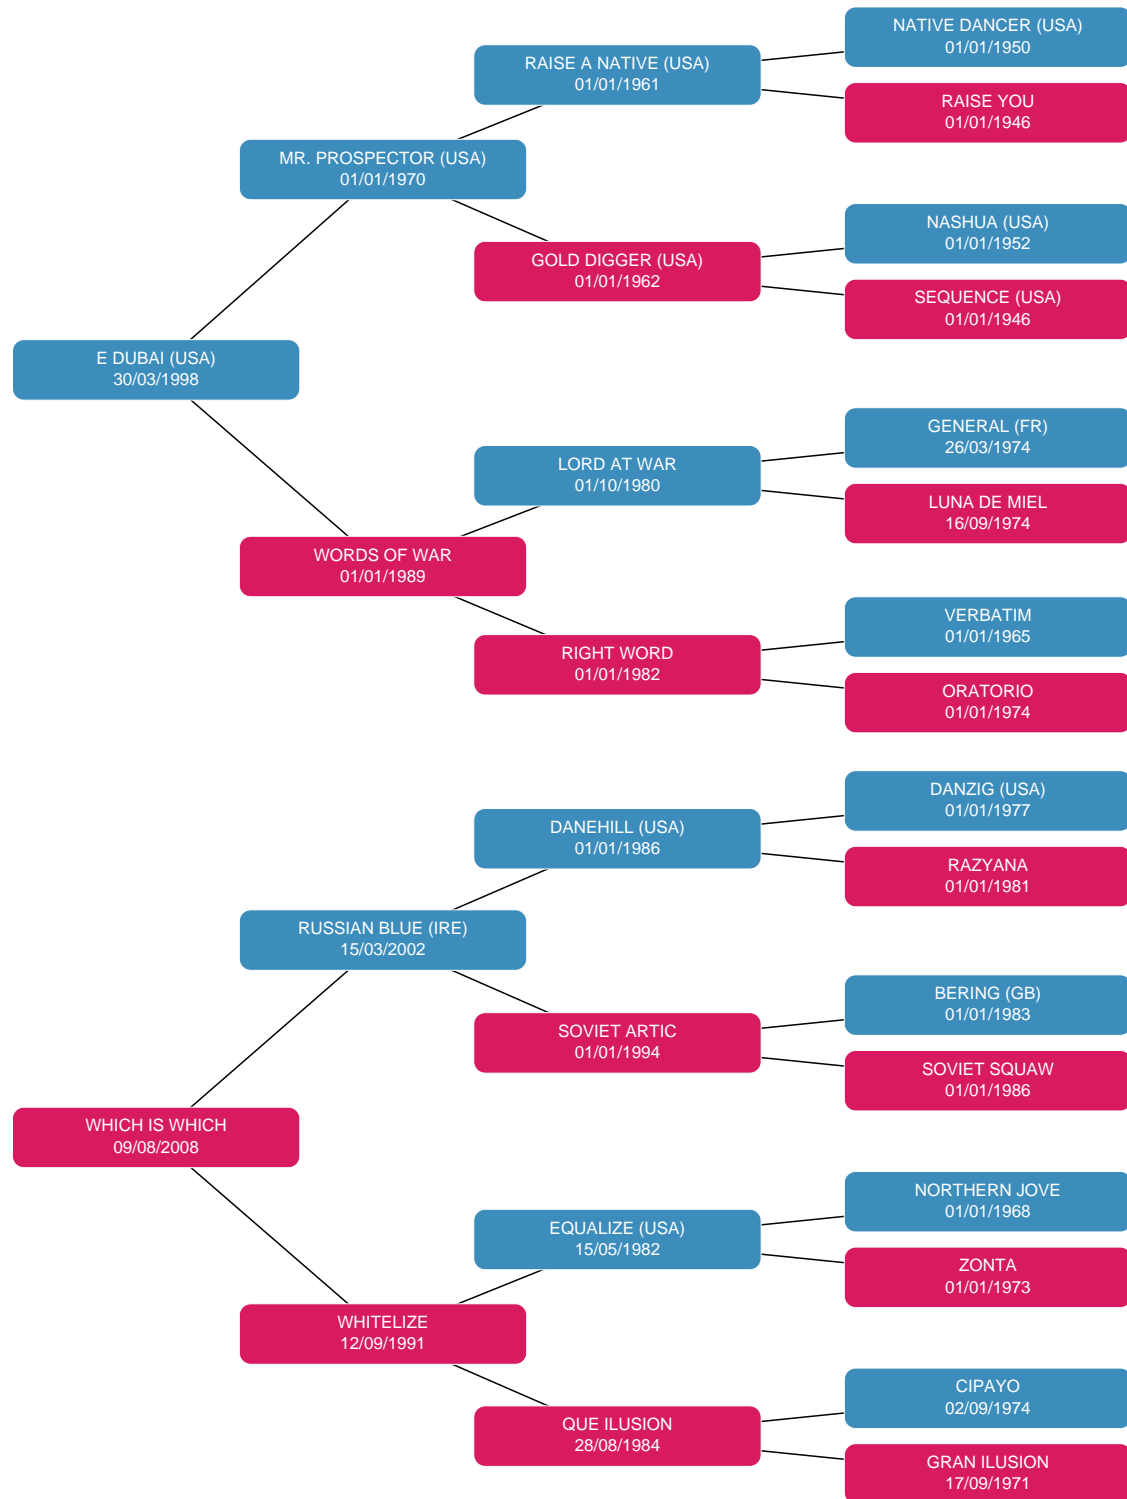 NATIVE DANCER (USA)
01/01/1950
RAISE A NATIVE (USA)
01/01/1961
RAISE YOU
01/01/1946
MR. PROSPECTOR (USA)
01/01/1970
NASHUA (USA)
01/01/1952
GOLD DIGGER (USA)
01/01/1962
SEQUENCE (USA)
01/01/1946
E DUBAI (USA)
30/03/1998
GENERAL (FR)
26/03/1974
LORD AT WAR
01/10/1980
LUNA DE MIEL
16/09/1974
WORDS OF WAR
01/01/1989
VERBATIM
01/01/1965
RIGHT WORD
01/01/1982
ORATORIO
01/01/1974
DANZIG (USA)
01/01/1977
DANEHILL (USA)
01/01/1986
RAZYANA
01/01/1981
RUSSIAN BLUE (IRE)
15/03/2002
BERING (GB)
01/01/1983
SOVIET ARTIC
01/01/1994
SOVIET SQUAW
01/01/1986
WHICH IS WHICH
09/08/2008
NORTHERN JOVE
01/01/1968
EQUALIZE (USA)
15/05/1982
ZONTA
01/01/1973
WHITELIZE
12/09/1991
CIPAYO
02/09/1974
QUE ILUSION
28/08/1984
GRAN ILUSION
17/09/1971